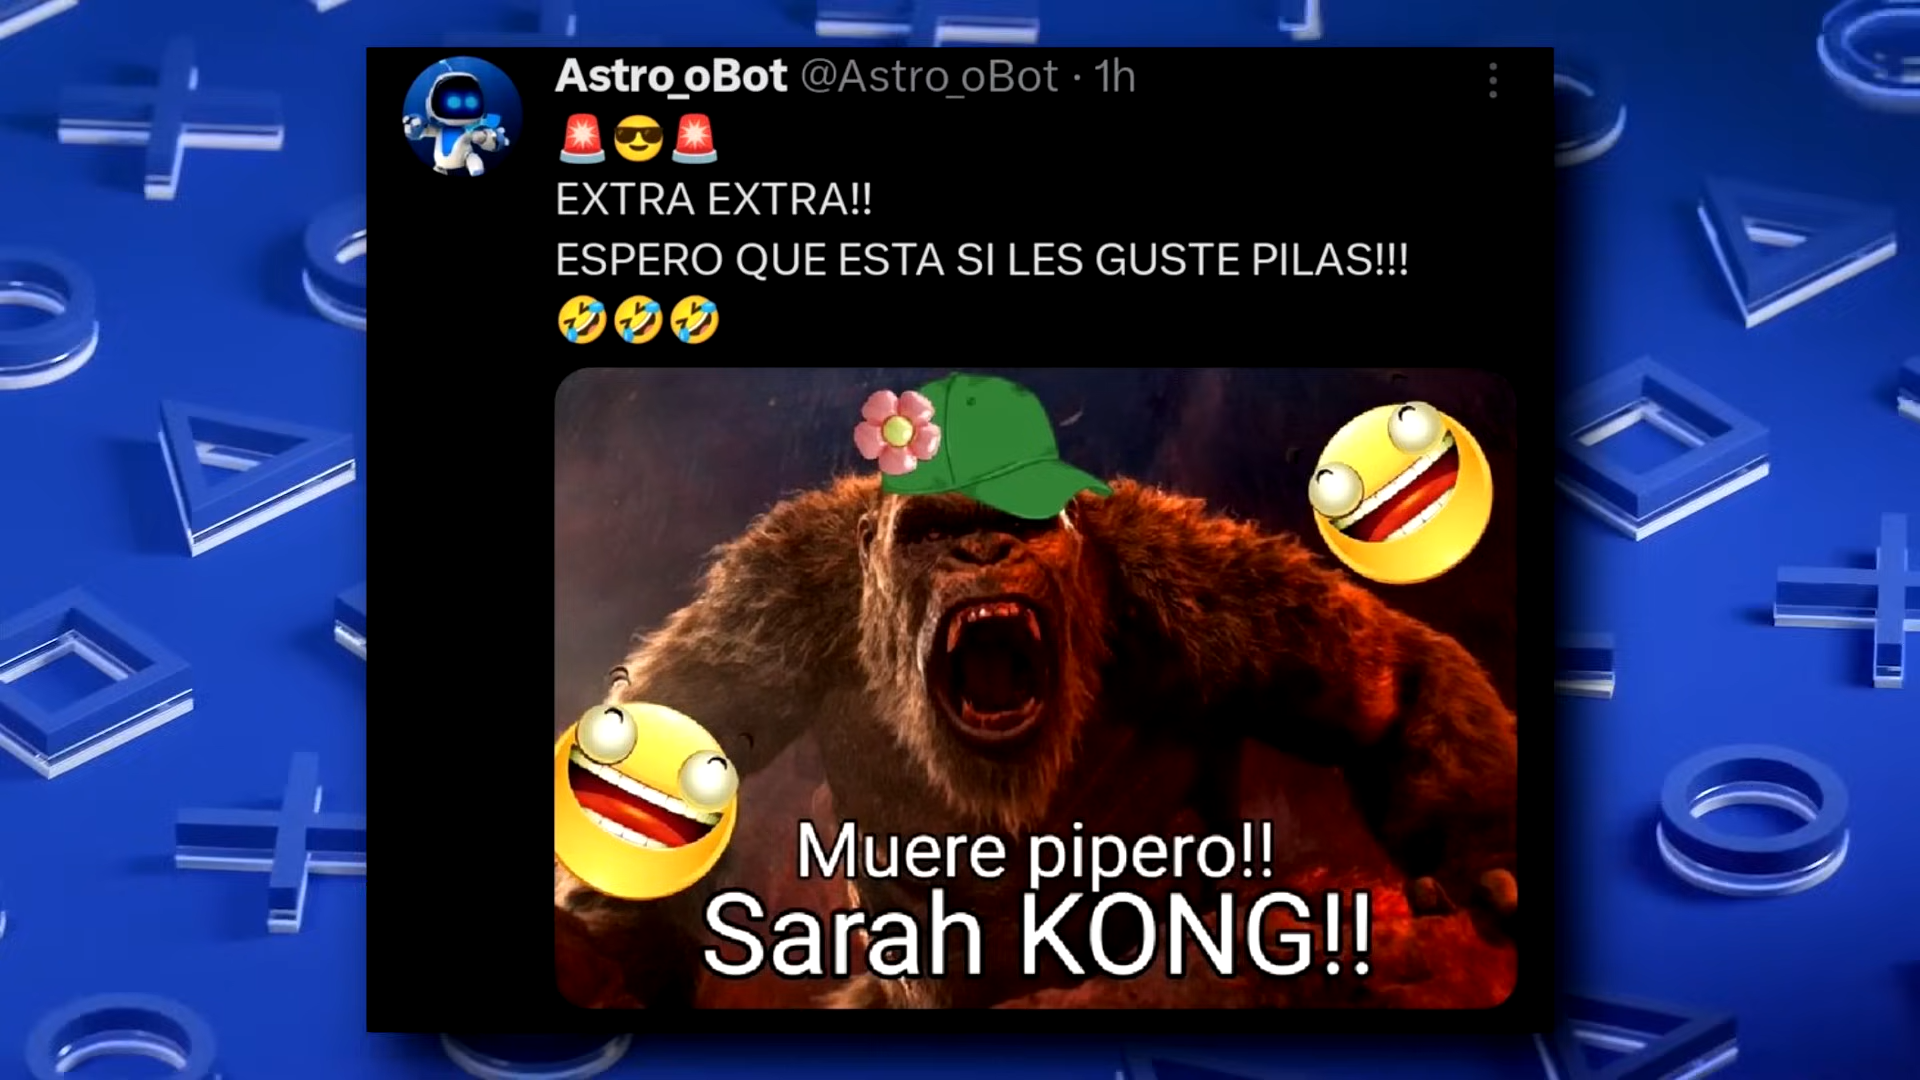 Astro_oBot @Astro_oBot · 1h
🚨😎🚨
EXTRA EXTRA!!
ESPERO QUE ESTA SI LES GUSTE PILAS!!!
🤣🤣🤣
Muere pipero!!
Sarah KONG!!